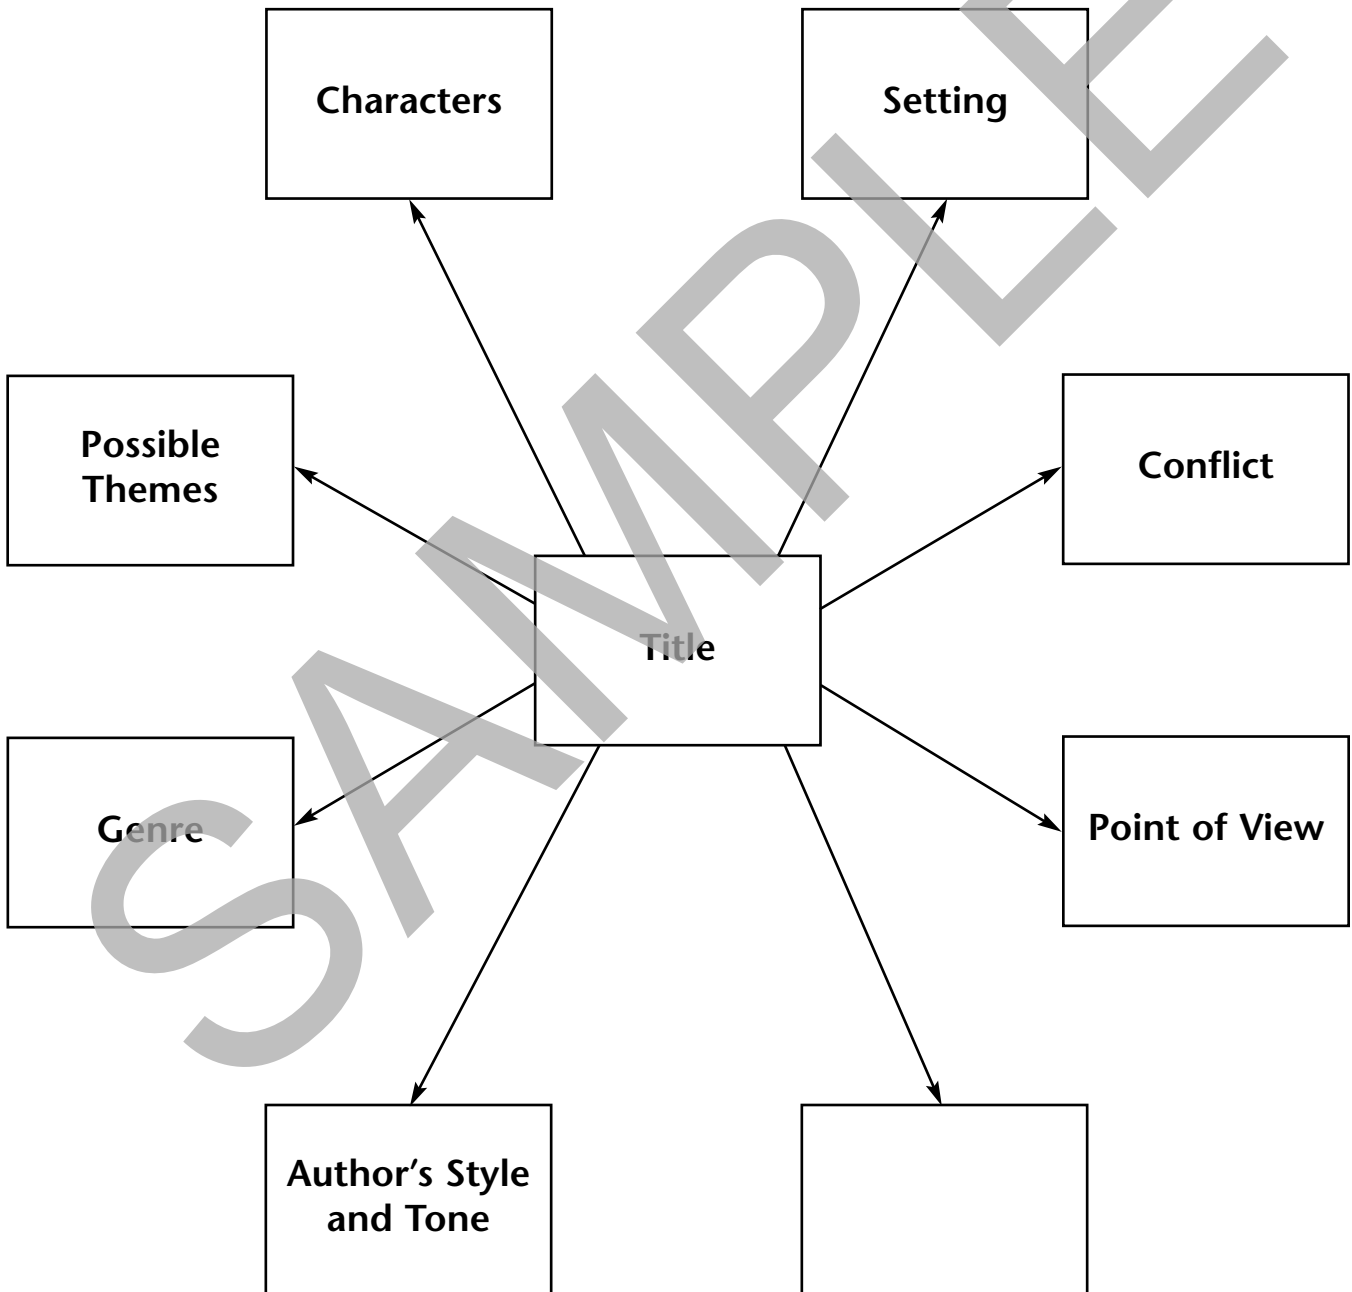 Characters
Setting
Possible
Themes
Conflict
Title
Genre
Point of View
Author's Style
and Tone
SAMPLE